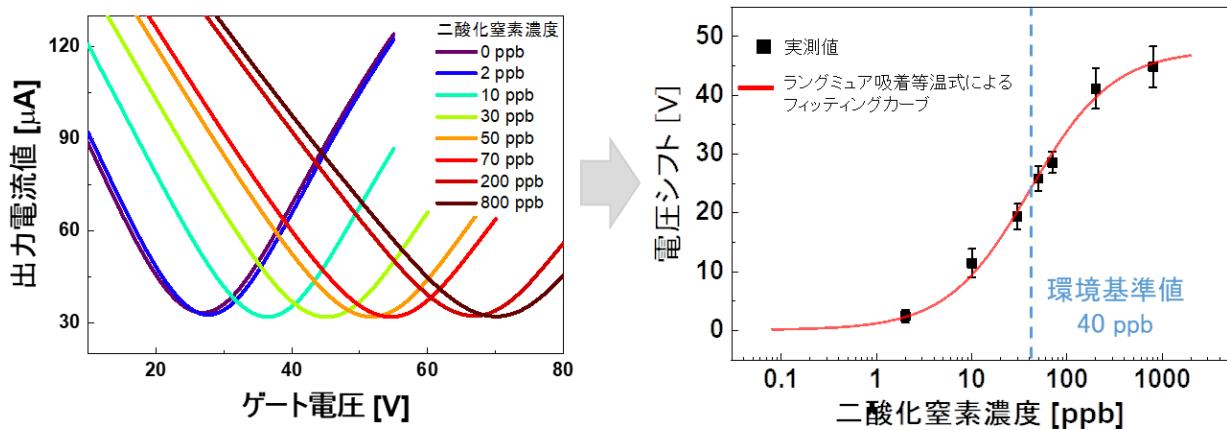 出力電流値 [μA]
120
90
60
30
20
40
60
80
ゲート電圧 [V]
二酸化窒素濃度
0 ppb
2 ppb
10 ppb
30 ppb
50 ppb
70 ppb
200 ppb
800 ppb
電圧シフト [V]
50
40
30
20
10
0
実測値
ラングミュア吸着等温式による
フィッティングカーブ
環境基準値
40 ppb
0.1
1
10
100
1000
二酸化窒素濃度 [ppb]